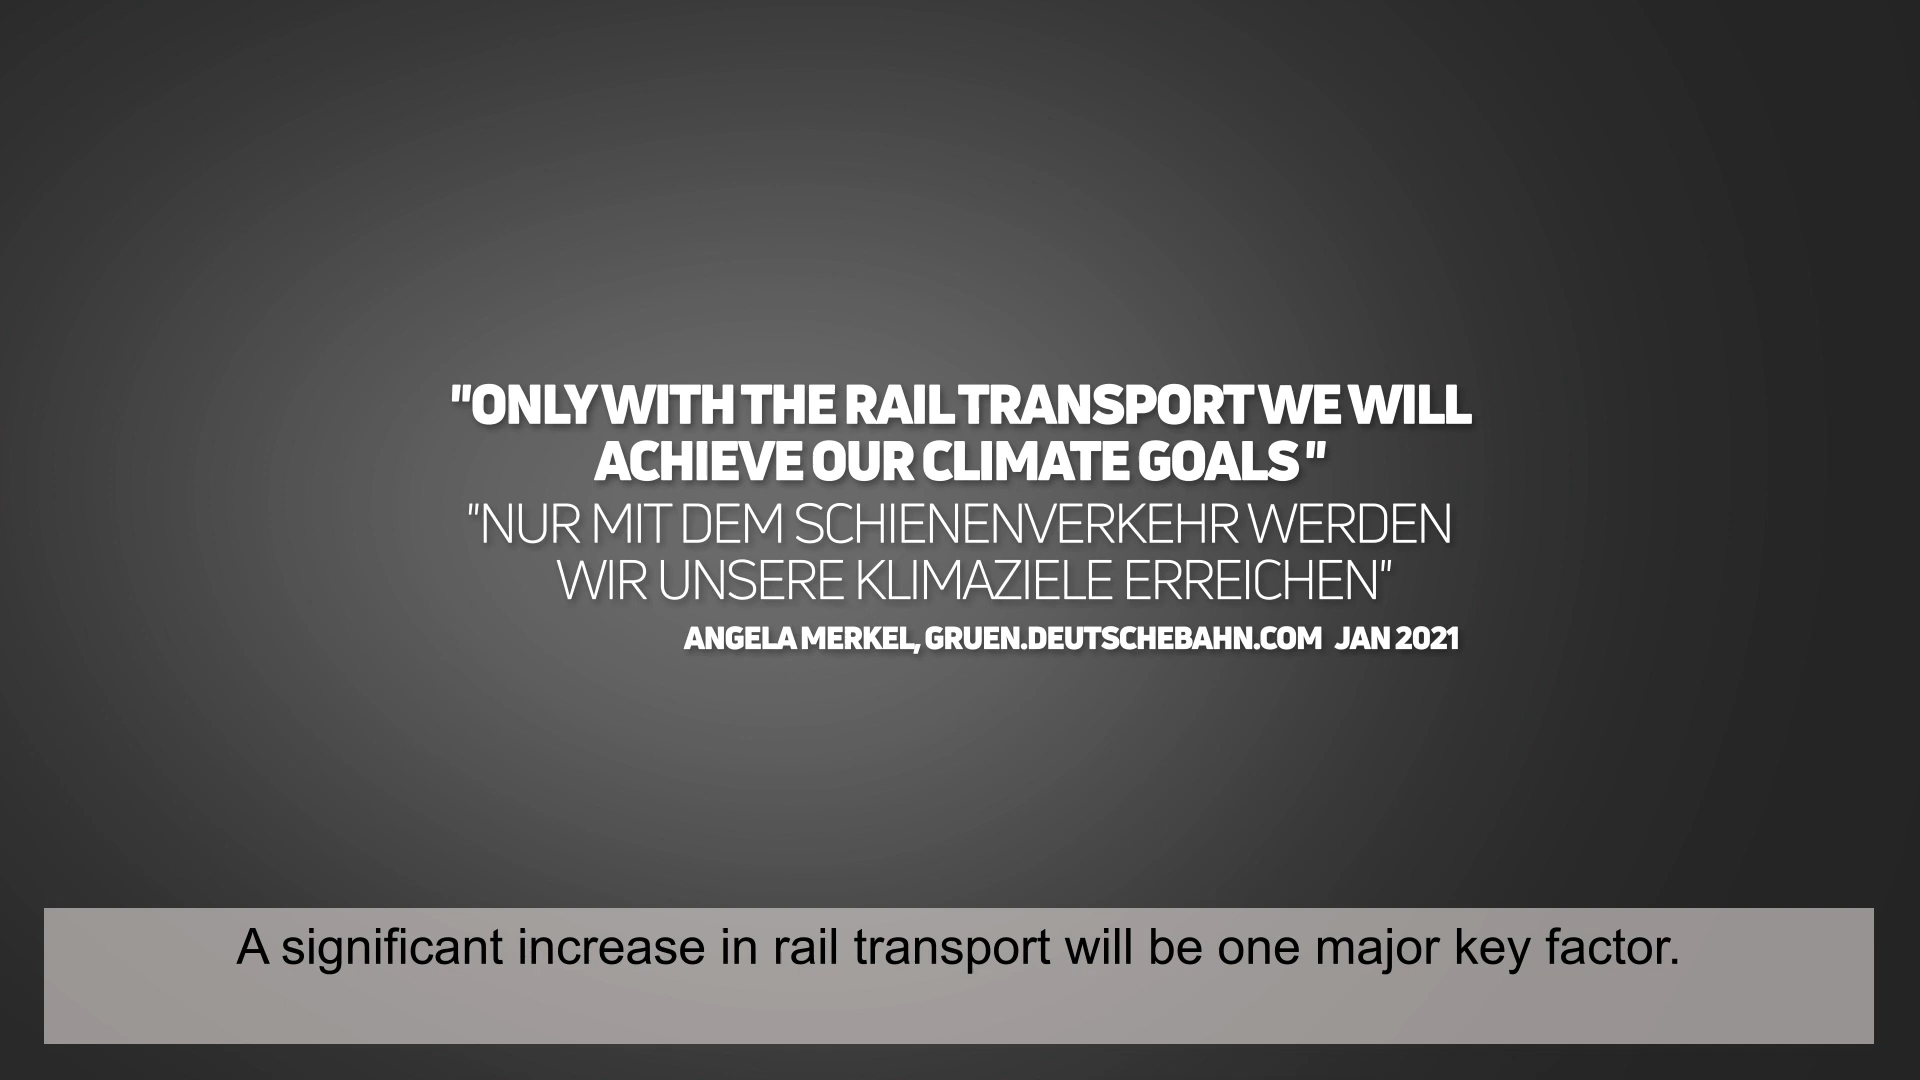 "ONLY WITH THE RAIL TRANSPORT WE WILL
ACHIEVE OUR CLIMATE GOALS "
"NUR MIT DEM SCHIENENVERKEHR WERDEN
WIR UNSERE KLIMAZIELE ERREICHEN"
ANGELA MERKEL, GRUEN.DEUTSCHEBAHN.COM JAN 2021
A significant increase in rail transport will be one major key factor.